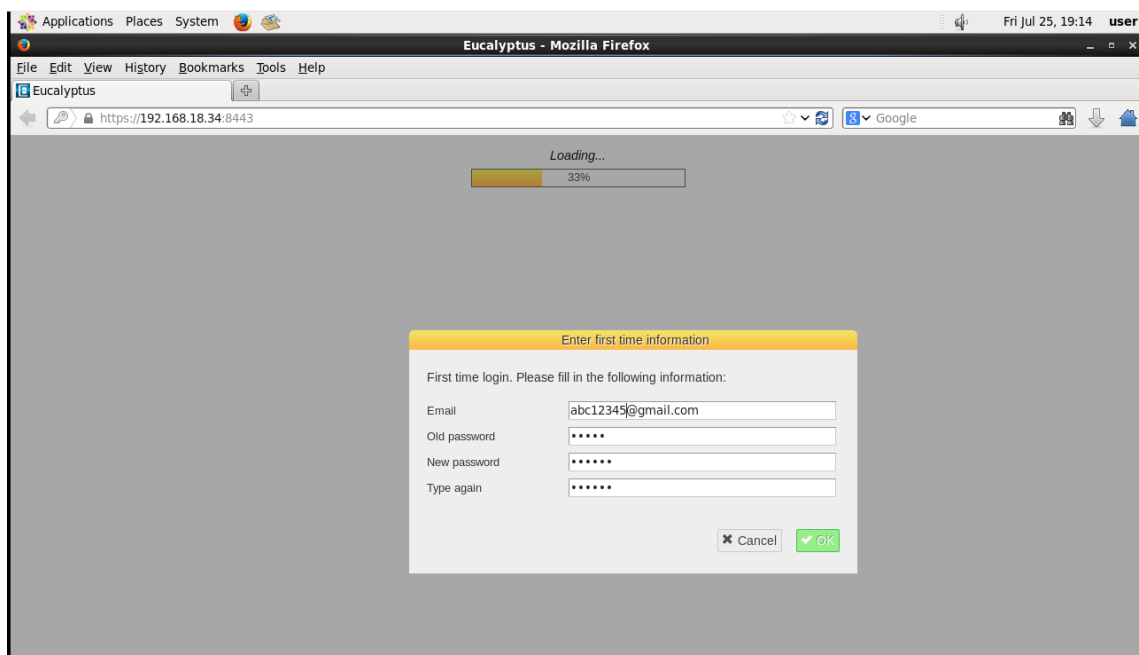 Applications Places System Fri Jul 25, 19:14 user
Eucalyptus - Mozilla Firefox
File Edit View History Bookmarks Tools Help
Eucalyptus
https://192.168.18.34:8443 Google
Loading...
33%
Enter first time information
First time login. Please fill in the following information:
Email abc12345@gmail.com
Old password •••••
New password ••••••
Type again ••••••
Cancel OK